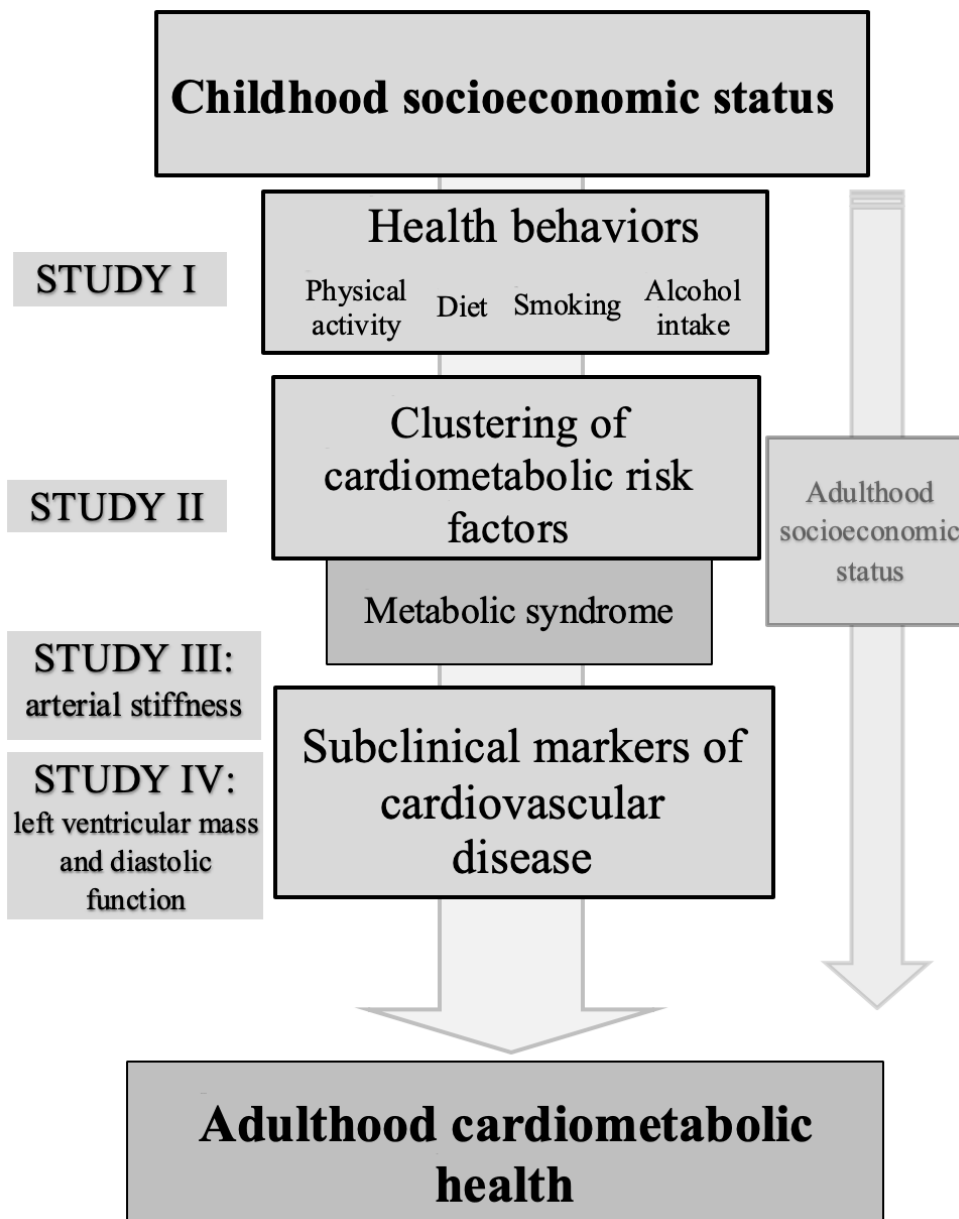 Childhood socioeconomic status
Health behaviors
Physical
activity
Diet
Smoking
Alcohol
intake
STUDY I
Clustering of
cardiometabolic risk
factors
STUDY II
Adulthood
socioeconomic
status
Metabolic syndrome
STUDY III:
arterial stiffness
Subclinical markers of
cardiovascular
disease
STUDY IV:
left ventricular mass
and diastolic
function
Adulthood cardiometabolic
health